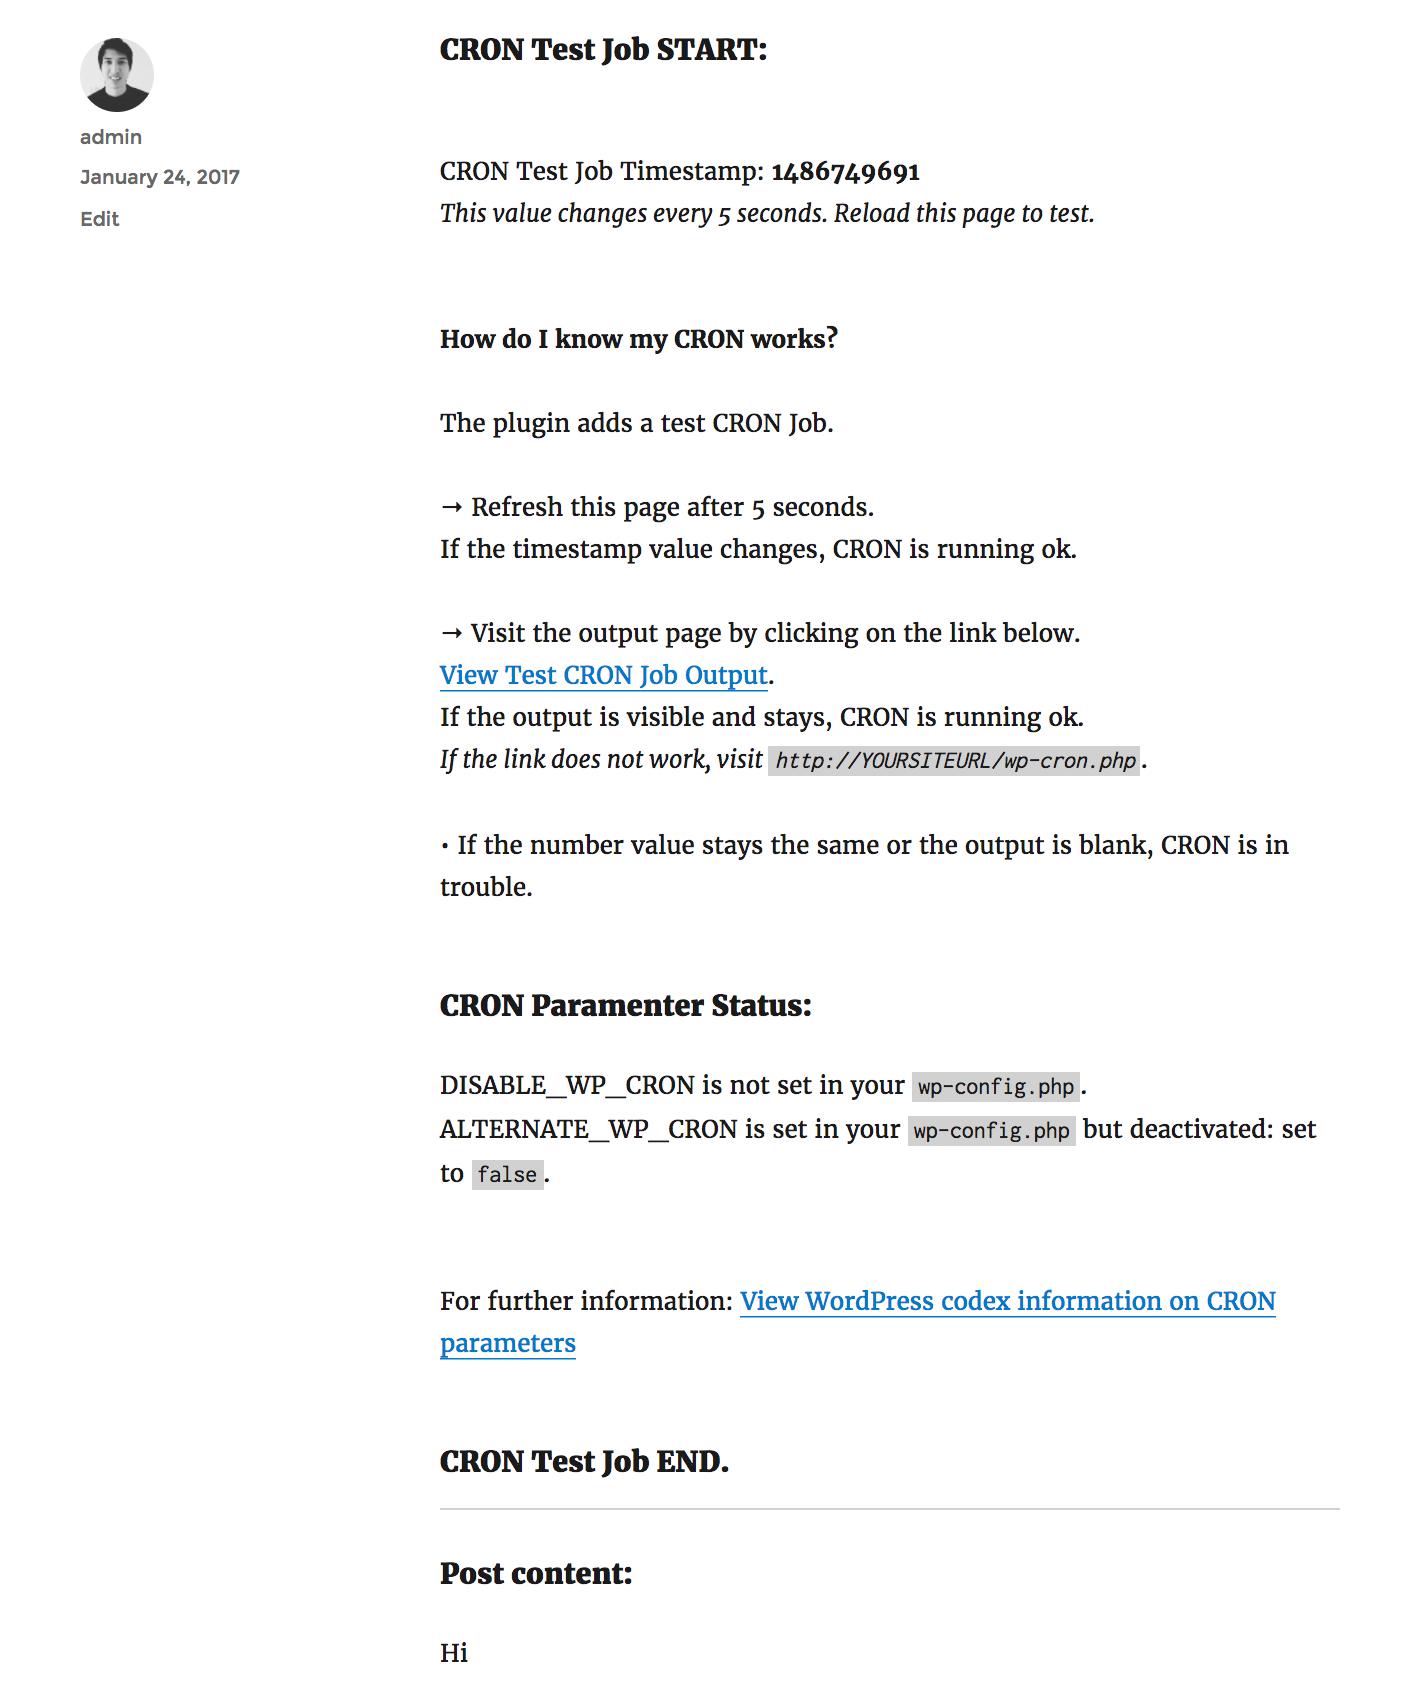 admin
January 24, 2017
Edit
CRON Test Job START:
CRON Test Job Timestamp: 1486749691
This value changes every 5 seconds. Reload this page to test.
How do I know my CRON works?
The plugin adds a test CRON Job.
→ Refresh this page after 5 seconds.
If the timestamp value changes, CRON is running ok.
→ Visit the output page by clicking on the link below.
View Test CRON Job Output.
If the output is visible and stays, CRON is running ok.
If the link does not work, visit http://YOURSITEURL/wp-cron.php.
• If the number value stays the same or the output is blank, CRON is in
trouble.
CRON Paramenter Status:
DISABLE_WP_CRON is not set in your wp-config.php.
ALTERNATE_WP_CRON is set in your wp-config.php but deactivated: set
to false.
For further information: View WordPress codex information on CRON
parameters
CRON Test Job END.
Post content:
Hi